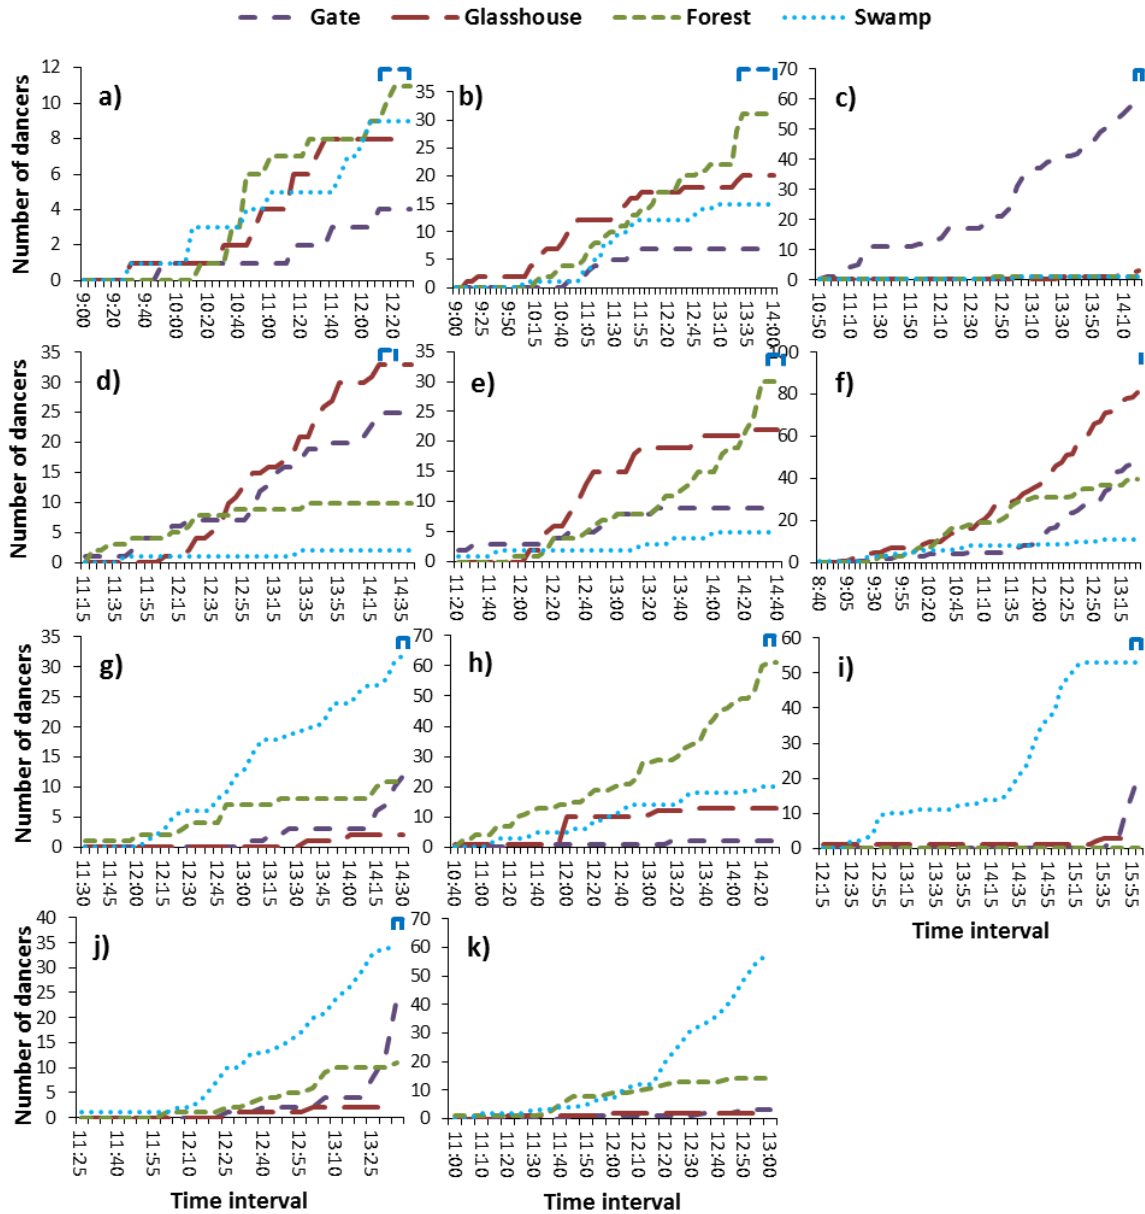 Gate Glasshouse Forest Swamp
Number of dancers
a)
12
10
8
6
4
2
0
9:00 9:20 9:40 10:00 10:20 10:40 11:00 11:20 11:40 12:00 12:20
b)
35
30
25
20
15
10
5
0
9:00 9:25 9:50 10:15 10:40 11:05 11:30 11:55 12:20 12:45 13:10 13:35 14:00
c)
70
60
50
40
30
20
10
0
10:50 11:10 11:30 11:50 12:10 12:30 12:50 13:10 13:30 13:50 14:10
Number of dancers
d)
35
30
25
20
15
10
5
0
11:15 11:35 11:55 12:15 12:35 12:55 13:15 13:35 13:55 14:15 14:35
e)
35
30
25
20
15
10
5
0
11:20 11:40 12:00 12:20 12:40 13:00 13:20 13:40 14:00 14:20 14:40
f)
100
80
60
40
20
0
8:40 9:05 9:30 9:55 10:20 10:45 11:10 11:35 12:00 12:25 12:50 13:15
Number of dancers
g)
35
30
25
20
15
10
5
0
11:30 11:45 12:00 12:15 12:30 12:45 13:00 13:15 13:30 13:45 14:00 14:15 14:30
h)
70
60
50
40
30
20
10
0
10:40 11:00 11:20 11:40 12:00 12:20 12:40 13:00 13:20 13:40 14:00 14:20
i)
60
50
40
30
20
10
0
12:15 12:35 12:55 13:15 13:35 13:55 14:15 14:35 14:55 15:15 15:35 15:55
Time interval
Number of dancers
j)
40
35
30
25
20
15
10
5
0
11:25 11:40 11:55 12:10 12:25 12:40 12:55 13:10 13:25
Time interval
k)
70
60
50
40
30
20
10
0
11:00 11:10 11:20 11:30 11:40 11:50 12:00 12:10 12:20 12:30 12:40 12:50 13:00
Time interval